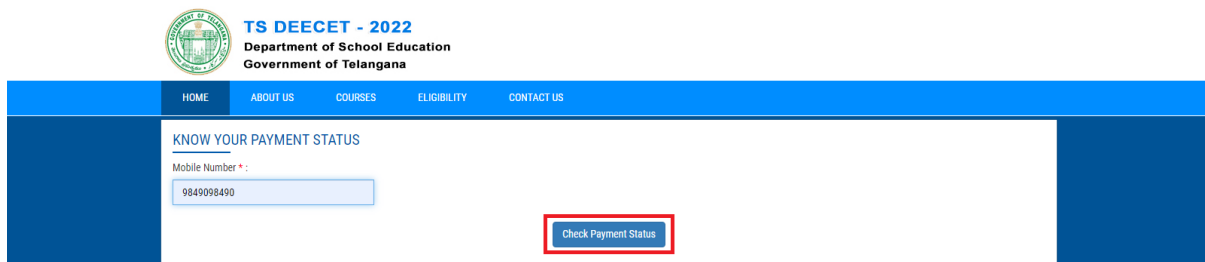 TS DEECET - 2022
Department of School Education
Government of Telangana
HOME ABOUT US COURSES ELIGIBILITY CONTACT US
KNOW YOUR PAYMENT STATUS
Mobile Number * :
9849098490
Check Payment Status